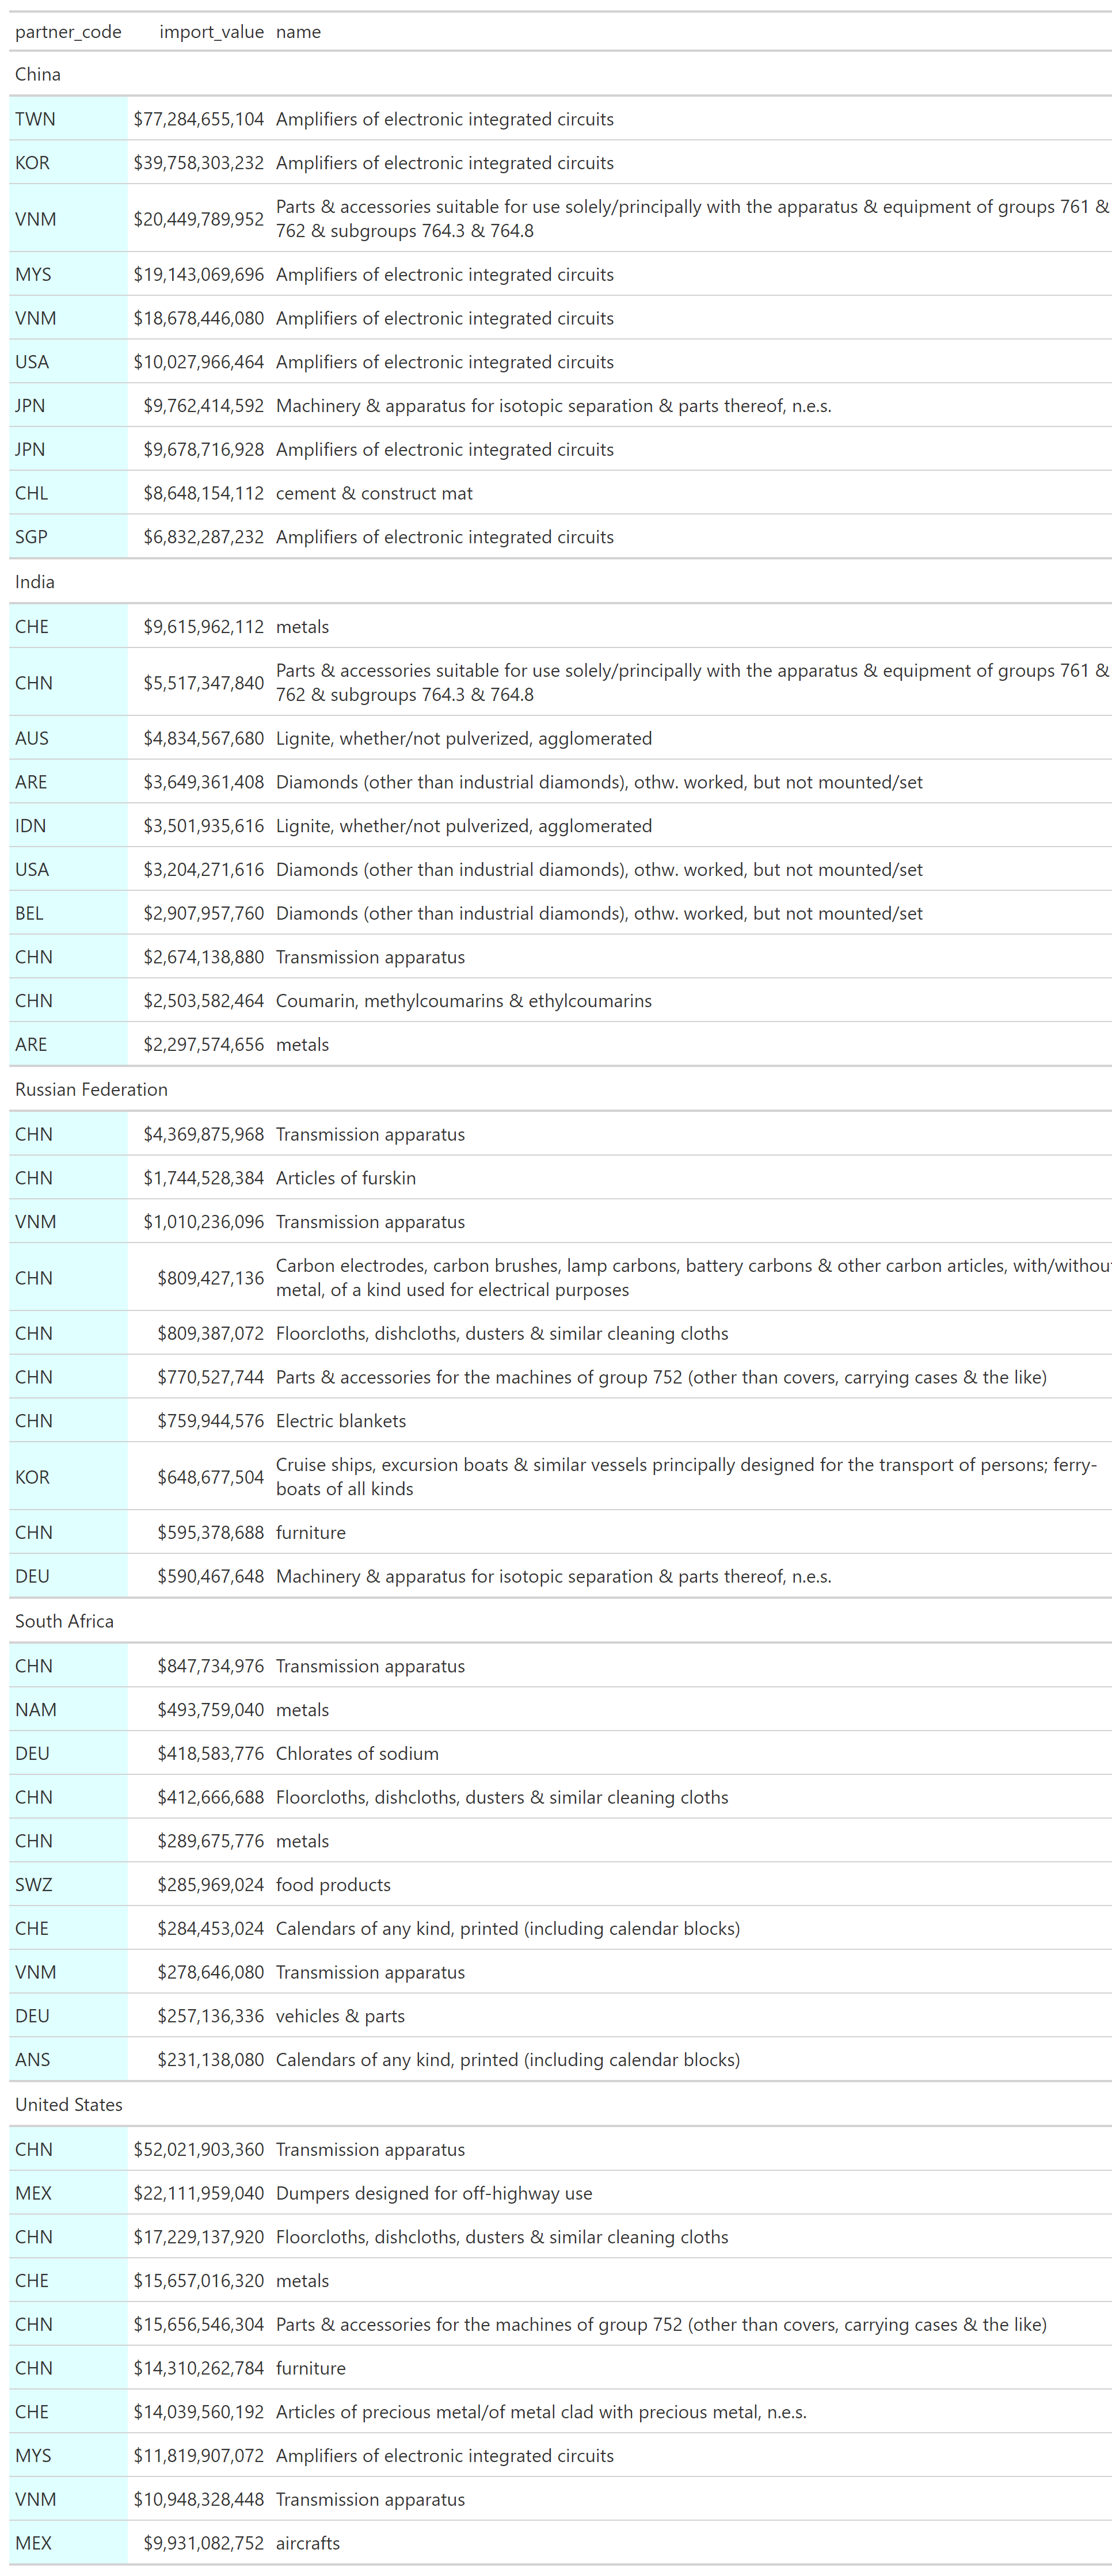 partner_code import_value name
China
TWN $77,284,655,104 Amplifiers of electronic integrated circuits
KOR $39,758,303,232 Amplifiers of electronic integrated circuits
VNM $20,449,789,952 Parts & accessories suitable for use solely/principally with the apparatus & equipment of groups 761 &
762 & subgroups 764.3 & 764.8
MYS $19,143,069,696 Amplifiers of electronic integrated circuits
VNM $18,678,446,080 Amplifiers of electronic integrated circuits
USA $10,027,966,464 Amplifiers of electronic integrated circuits
JPN $9,762,414,592 Machinery & apparatus for isotopic separation & parts thereof, n.e.s.
JPN $9,678,716,928 Amplifiers of electronic integrated circuits
CHL $8,648,154,112 cement & construct mat
SGP $6,832,287,232 Amplifiers of electronic integrated circuits
India
CHE $9,615,962,112 metals
CHN $5,517,347,840 Parts & accessories suitable for use solely/principally with the apparatus & equipment of groups 761 &
762 & subgroups 764.3 & 764.8
AUS $4,834,567,680 Lignite, whether/not pulverized, agglomerated
ARE $3,649,361,408 Diamonds (other than industrial diamonds), othw. worked, but not mounted/set
IDN $3,501,935,616 Lignite, whether/not pulverized, agglomerated
USA $3,204,271,616 Diamonds (other than industrial diamonds), othw. worked, but not mounted/set
BEL $2,907,957,760 Diamonds (other than industrial diamonds), othw. worked, but not mounted/set
CHN $2,674,138,880 Transmission apparatus
CHN $2,503,582,464 Coumarin, methylcoumarins & ethylcoumarins
ARE $2,297,574,656 metals
Russian Federation
CHN $4,369,875,968 Transmission apparatus
CHN $1,744,528,384 Articles of furskin
VNM $1,010,236,096 Transmission apparatus
CHN $809,427,136 Carbon electrodes, carbon brushes, lamp carbons, battery carbons & other carbon articles, with/without
metal, of a kind used for electrical purposes
CHN $809,387,072 Floorcloths, dishcloths, dusters & similar cleaning cloths
CHN $770,527,744 Parts & accessories for the machines of group 752 (other than covers, carrying cases & the like)
CHN $759,944,576 Electric blankets
KOR $648,677,504 Cruise ships, excursion boats & similar vessels principally designed for the transport of persons; ferry-
boats of all kinds
CHN $595,378,688 furniture
DEU $590,467,648 Machinery & apparatus for isotopic separation & parts thereof, n.e.s.
South Africa
CHN $847,734,976 Transmission apparatus
NAM $493,759,040 metals
DEU $418,583,776 Chlorates of sodium
CHN $412,666,688 Floorcloths, dishcloths, dusters & similar cleaning cloths
CHN $289,675,776 metals
SWZ $285,969,024 food products
CHE $284,453,024 Calendars of any kind, printed (including calendar blocks)
VNM $278,646,080 Transmission apparatus
DEU $257,136,336 vehicles & parts
ANS $231,138,080 Calendars of any kind, printed (including calendar blocks)
United States
CHN $52,021,903,360 Transmission apparatus
MEX $22,111,959,040 Dumpers designed for off-highway use
CHN $17,229,137,920 Floorcloths, dishcloths, dusters & similar cleaning cloths
CHE $15,657,016,320 metals
CHN $15,656,546,304 Parts & accessories for the machines of group 752 (other than covers, carrying cases & the like)
CHN $14,310,262,784 furniture
CHE $14,039,560,192 Articles of precious metal/of metal clad with precious metal, n.e.s.
MYS $11,819,907,072 Amplifiers of electronic integrated circuits
VNM $10,948,328,448 Transmission apparatus
MEX $9,931,082,752 aircrafts